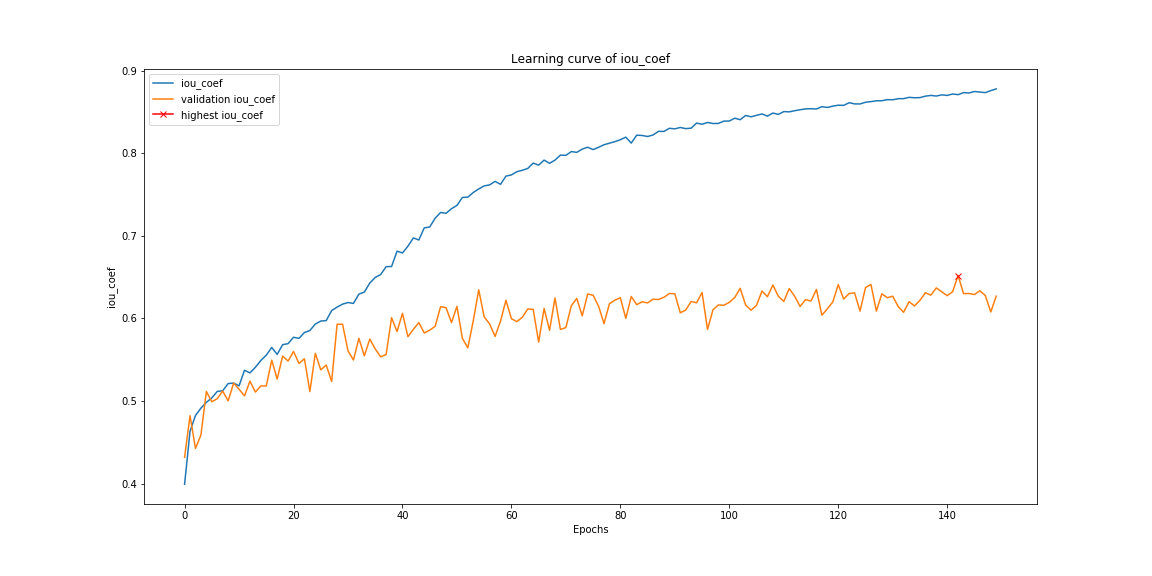 Learning curve of iou_coef
iou_coef
validation iou_coef
highest iou_coef
0.9
0.8
0.7
0.6
0.5
0.4
iou_coef
0 20 40 60 80 100 120 140
Epochs